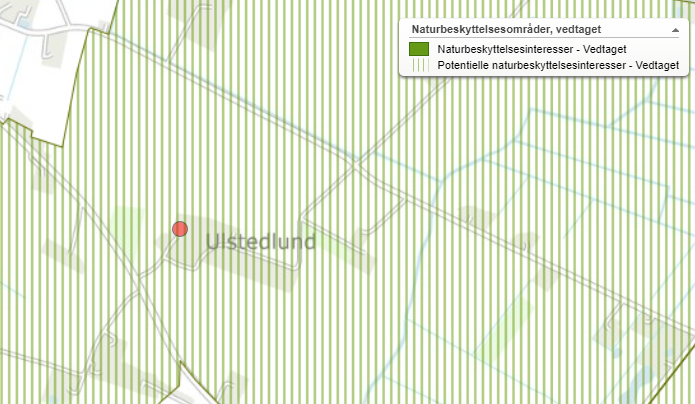 Naturbeskyttelsesområder, vedtaget
Naturbeskyttelsesinteresser - Vedtaget
Potentielle naturbeskyttelsesinteresser - Vedtaget
Ulstedlund